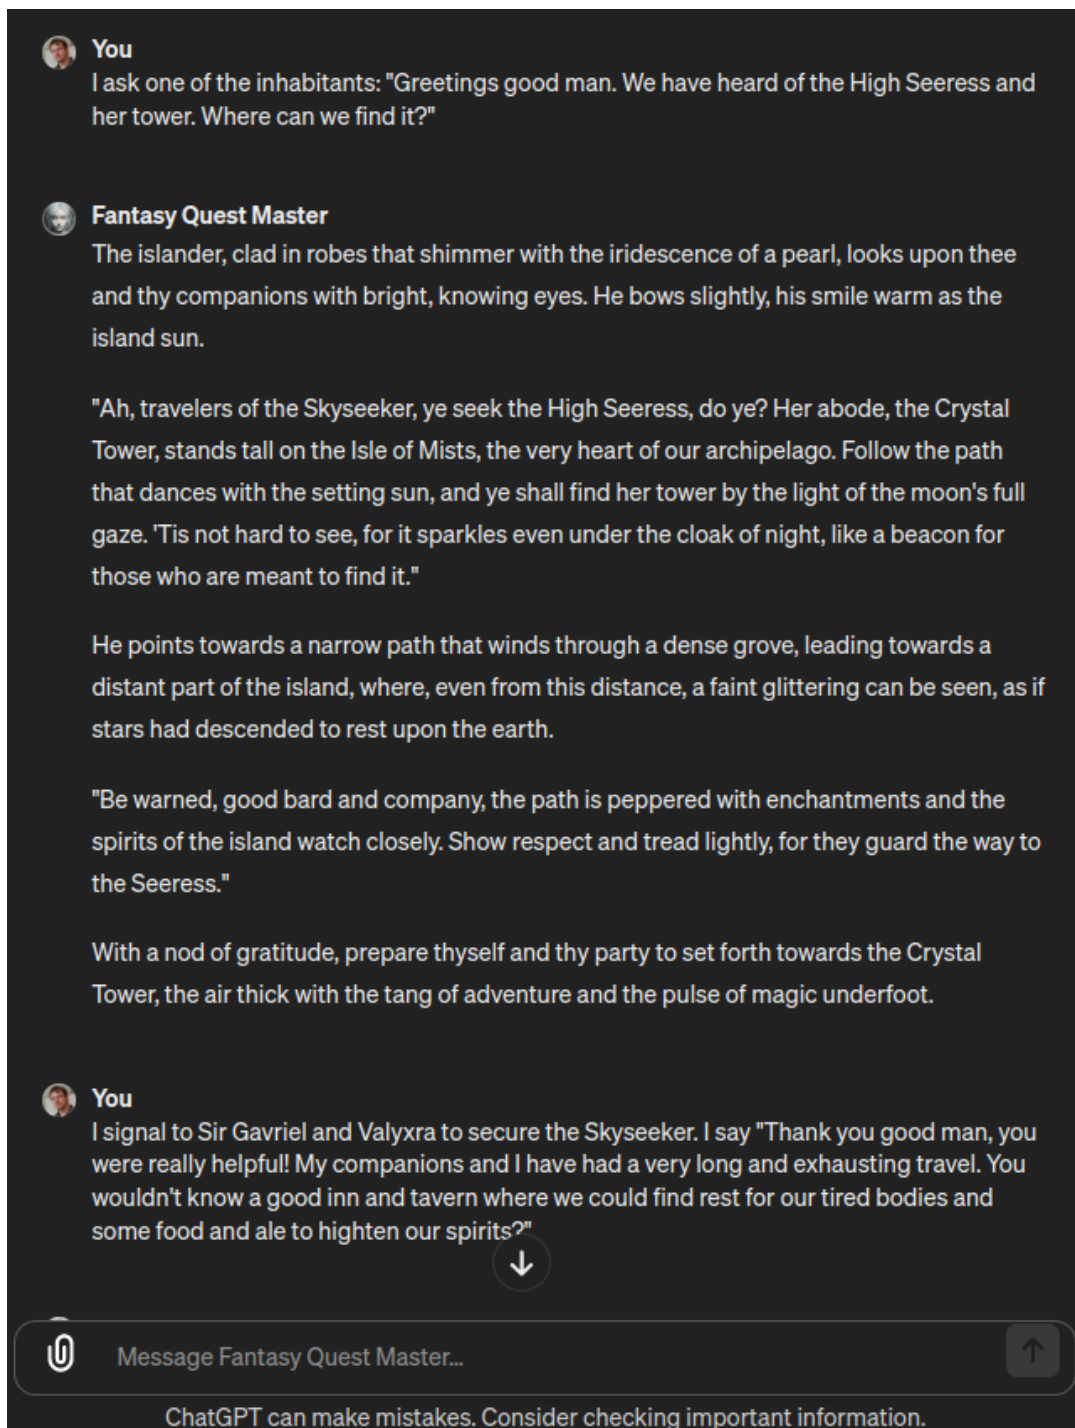 You
I ask one of the inhabitants: "Greetings good man. We have heard of the High Seeress and
her tower. Where can we find it?"
Fantasy Quest Master
The islander, clad in robes that shimmer with the iridescence of a pearl, looks upon thee
and thy companions with bright, knowing eyes. He bows slightly, his smile warm as the
island sun.
"Ah, travelers of the Skyseeker, ye seek the High Seeress, do ye? Her abode, the Crystal
Tower, stands tall on the Isle of Mists, the very heart of our archipelago. Follow the path
that dances with the setting sun, and ye shall find her tower by the light of the moon's full
gaze. 'Tis not hard to see, for it sparkles even under the cloak of night, like a beacon for
those who are meant to find it."
He points towards a narrow path that winds through a dense grove, leading towards a
distant part of the island, where, even from this distance, a faint glittering can be seen, as if
stars had descended to rest upon the earth.
"Be warned, good bard and company, the path is peppered with enchantments and the
spirits of the island watch closely. Show respect and tread lightly, for they guard the way to
the Seeress."
With a nod of gratitude, prepare thyself and thy party to set forth towards the Crystal
Tower, the air thick with the tang of adventure and the pulse of magic underfoot.
You
I signal to Sir Gavriel and Valyxra to secure the Skyseeker. I say "Thank you good man, you
were really helpful! My companions and I have had a very long and exhausting travel. You
wouldn't know a good inn and tavern where we could find rest for our tired bodies and
some food and ale to highten our spirits?"
Message Fantasy Quest Master...
ChatGPT can make mistakes. Consider checking important information.